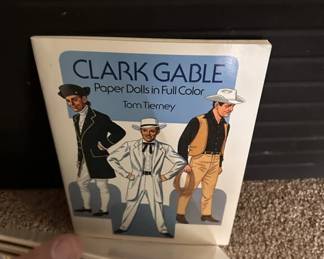 CLARK GABLE
Paper Dolls in Full Color
Tom Tierney